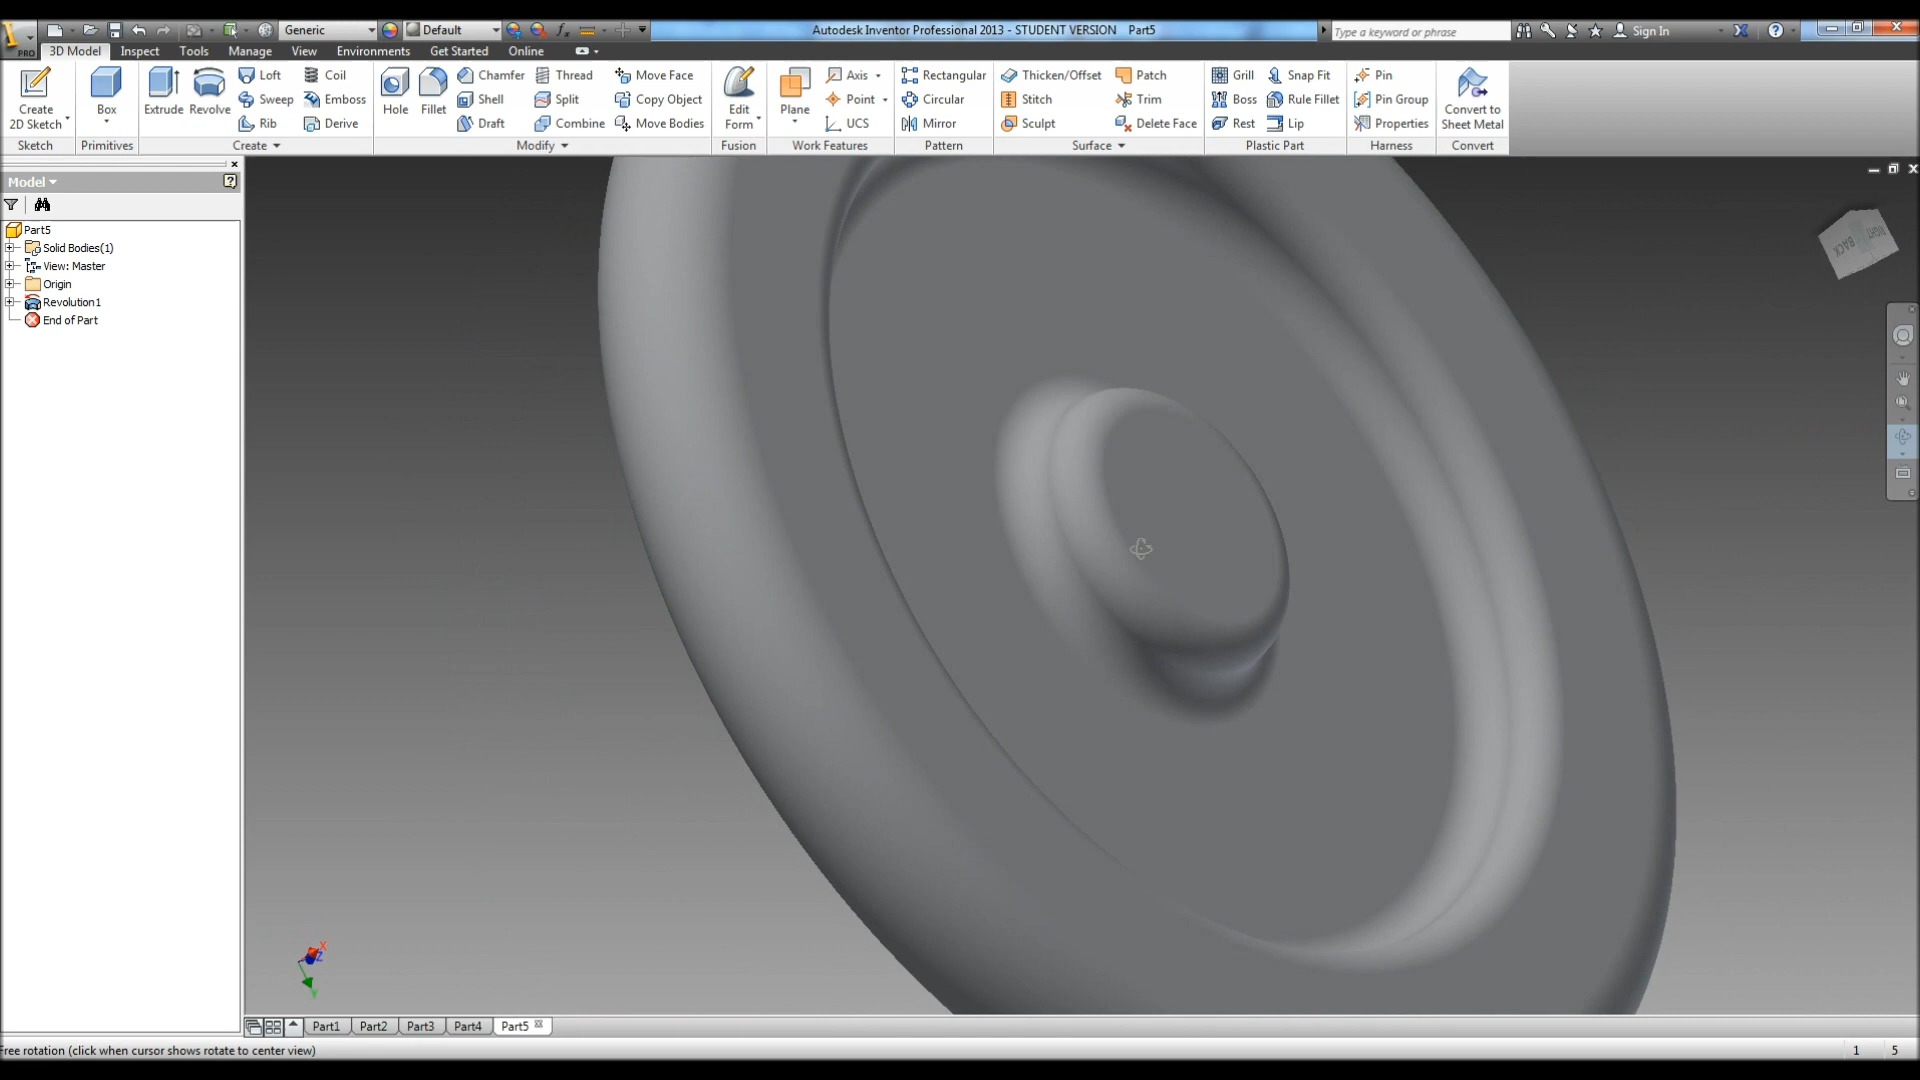 Generic
Default
Autodesk Inventor Professional 2013 - STUDENT VERSION Part5
Type a keyword or phrase
Sign In
PRO
3D Model Inspect Tools Manage View Environments Get Started Online
Create 2D Sketch
Box
Extrude
Revolve
Loft
Sweep
Rib
Coil
Emboss
Derive
Hole
Fillet
Chamfer
Shell
Draft
Thread
Split
Combine
Move Face
Copy Object
Move Bodies
Edit Form
Plane
Axis
Point
UCS
Rectangular
Circular
Mirror
Thicken/Offset
Stitch
Sculpt
Patch
Trim
Delete Face
Grill
Boss
Rest
Snap Fit
Rule Fillet
Lip
Pin
Pin Group
Properties
Convert to Sheet Metal
Sketch Primitives Create Modify Fusion Work Features Pattern Surface Plastic Part Harness Convert
Model
Part5
Solid Bodies(1)
View: Master
Origin
Revolution1
End of Part
BACK RIGHT
X
Z
Y
Part1 Part2 Part3 Part4 Part5
Free rotation (click when cursor shows rotate to center view)
1 5